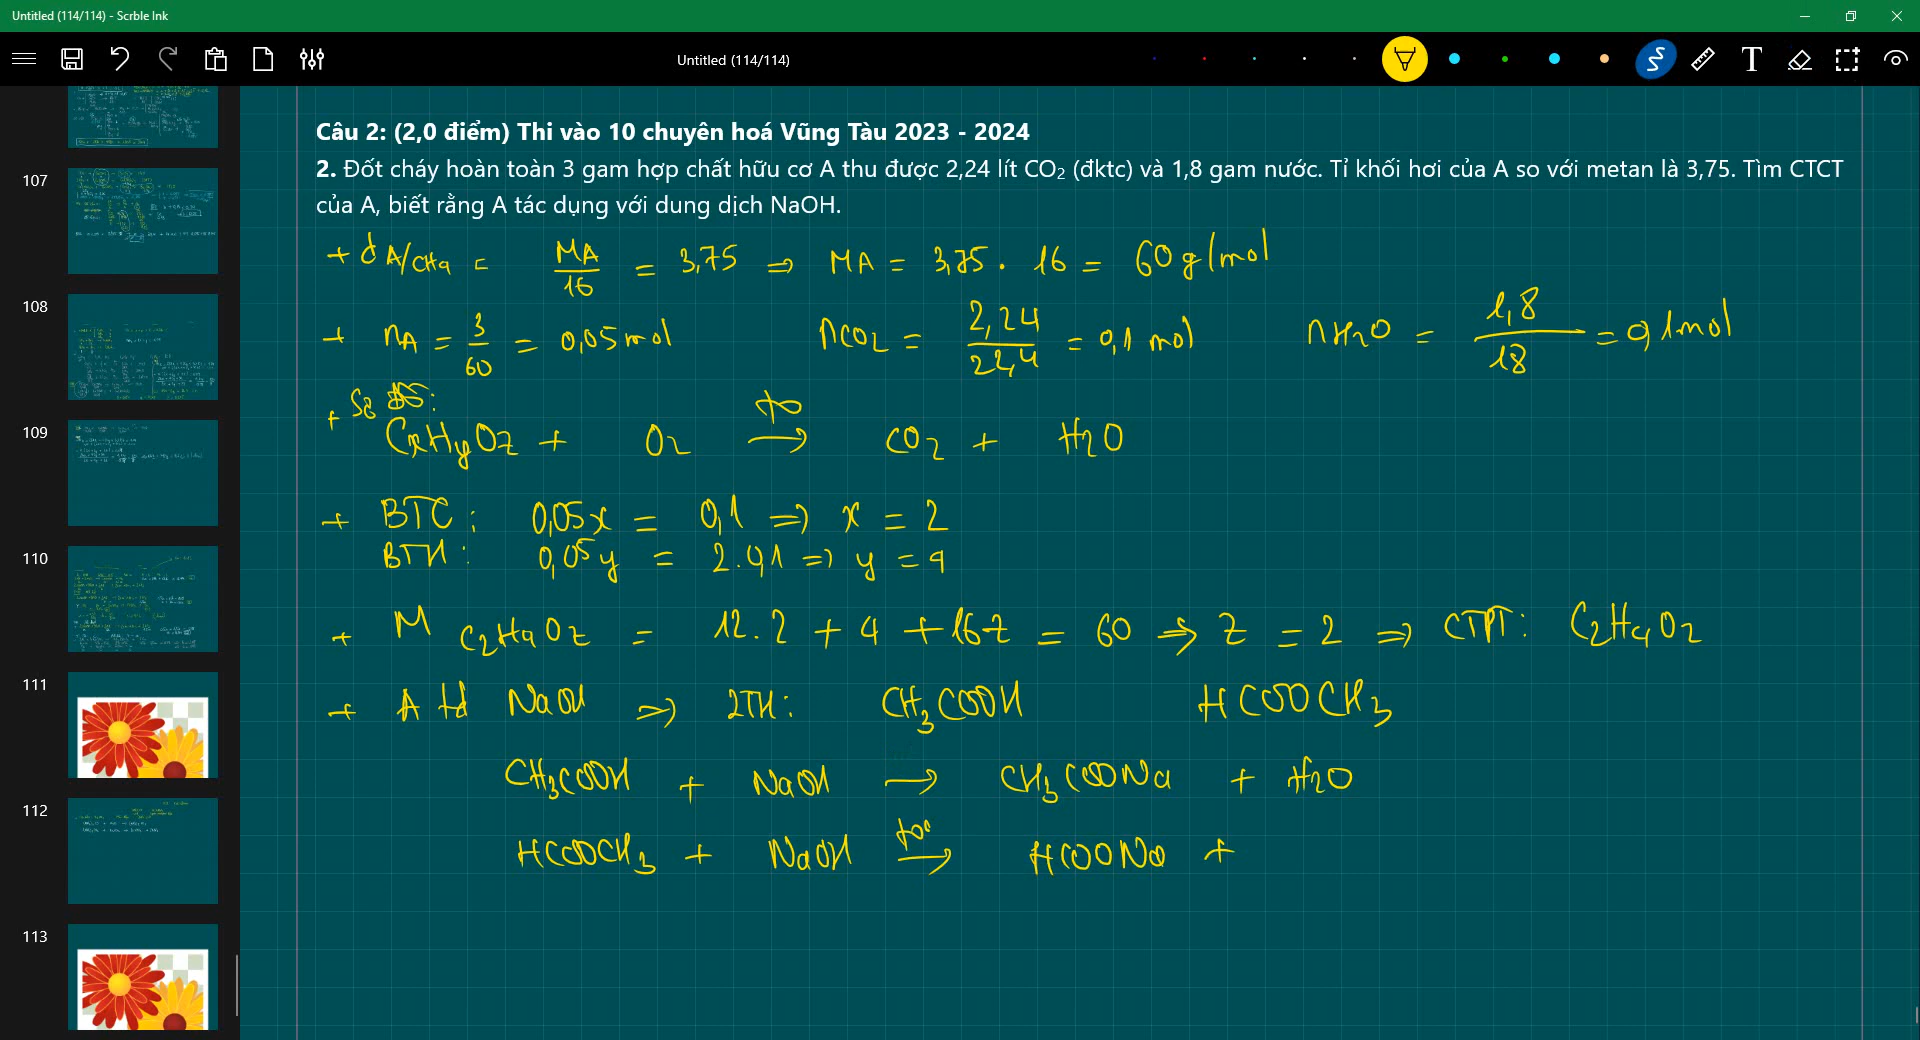 Untitled (114/114) - Scrble Ink
Untitled (114/114)
T
107
108
109
110
111
112
113
Câu 2: (2,0 điểm) Thi vào 10 chuyên hoá Vũng Tàu 2023 - 2024
2. Đốt cháy hoàn toàn 3 gam hợp chất hữu cơ A thu được 2,24 lít CO₂ (đktc) và 1,8 gam nước. Tỉ khối hơi của A so với metan là 3,75. Tìm CTCT
của A, biết rằng A tác dụng với dung dịch NaOH.
+ dA/CH4 = MA/16 = 3,75 => MA = 3,75 . 16 = 60 g/mol
+ nA = 3/60 = 0,05 mol nCO2 = 2,24/22,4 = 0,1 mol nH2O = 1,8/18 = 0,1 mol
+ Sơ đồ:
CxHyOz + O2 t° → CO2 + H2O
+ BTC: 0,05x = 0,1 => x = 2
BTH: 0,05y = 2.0,1 => y = 4
+ M C2H4Oz = 12.2 + 4 + 16z = 60 => z = 2 => CTPT: C2H4O2
+ A td NaOH => 2TH: CH3COOH HCOOCH3
CH3COOH + NaOH → CH3COONa + H2O
HCOOCH3 + NaOH t° → HCOONa +